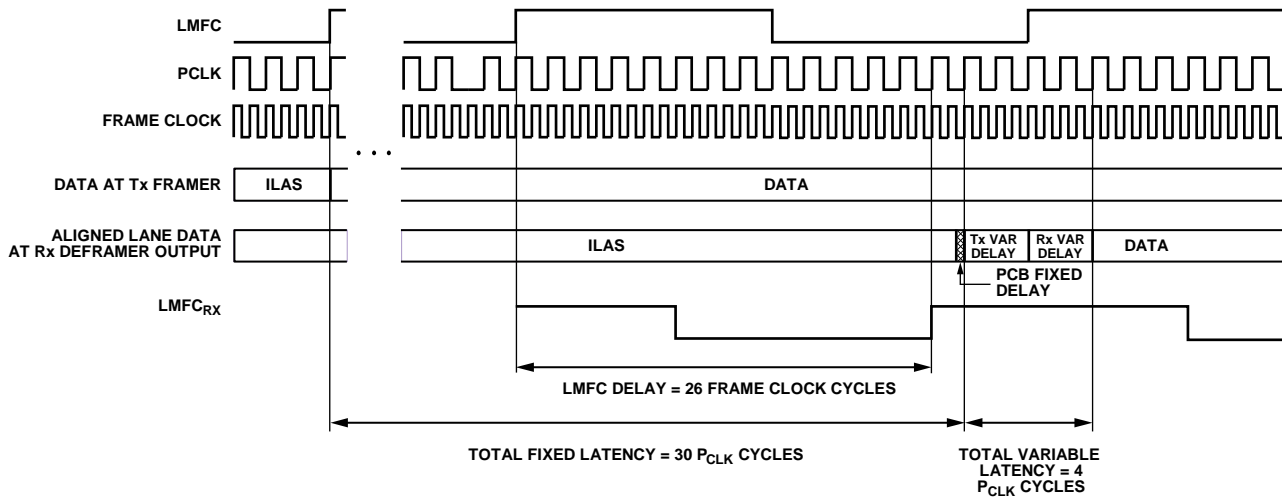 LMFC
PCLK
FRAME CLOCK
. . .
DATA AT Tx FRAMER
ILAS
DATA
ALIGNED LANE DATA
AT Rx DEFRAMER OUTPUT
ILAS
Tx VAR
DELAY
Rx VAR
DELAY
DATA
PCB FIXED
DELAY
LMFCRX
LMFC DELAY = 26 FRAME CLOCK CYCLES
TOTAL FIXED LATENCY = 30 PCLK CYCLES
TOTAL VARIABLE
LATENCY = 4
PCLK CYCLES